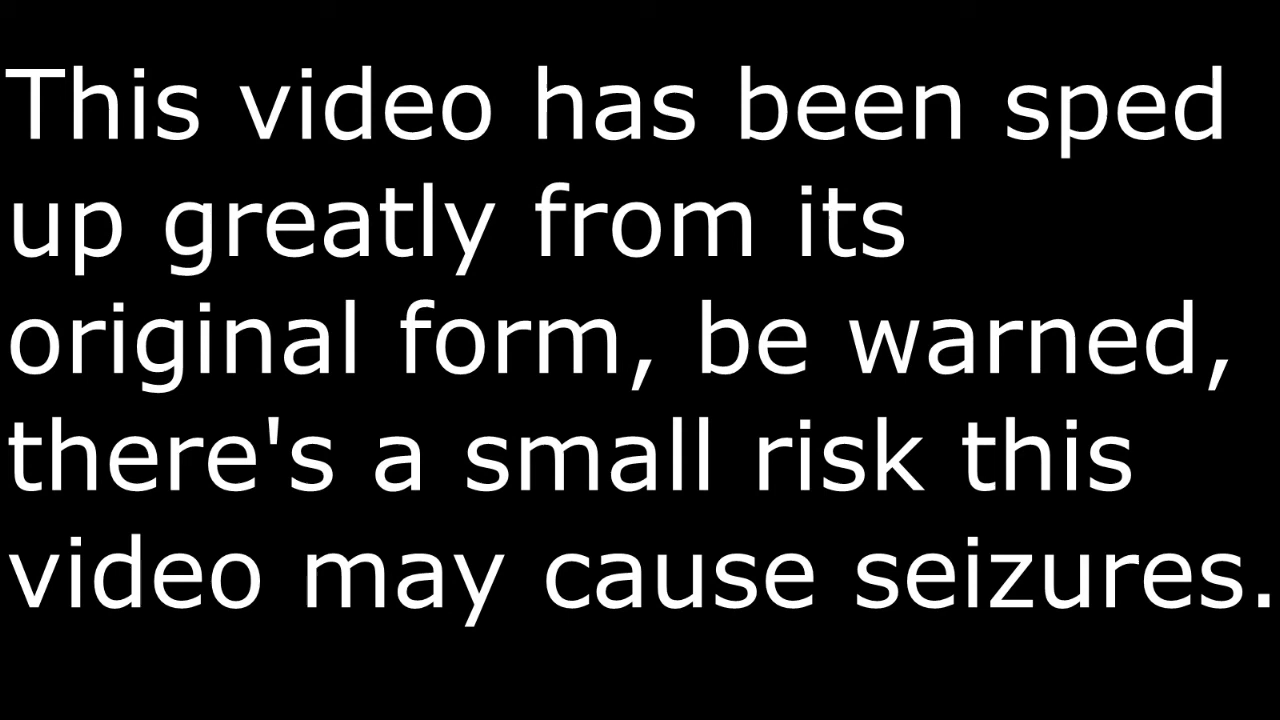 This video has been sped
up greatly from its
original form, be warned,
there's a small risk this
video may cause seizures.